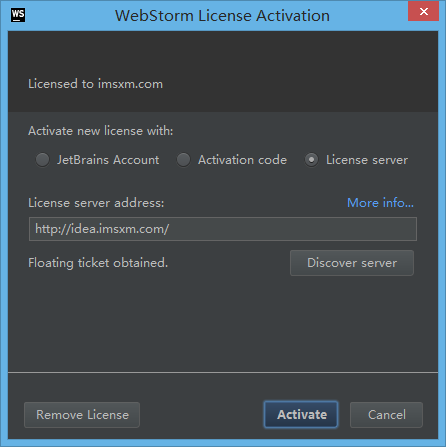 WS
WebStorm License Activation
Licensed to imsxm.com
Activate new license with:
JetBrains Account Activation code License server
License server address: More info...
http://idea.imsxm.com/
Floating ticket obtained. Discover server
Remove License Activate Cancel